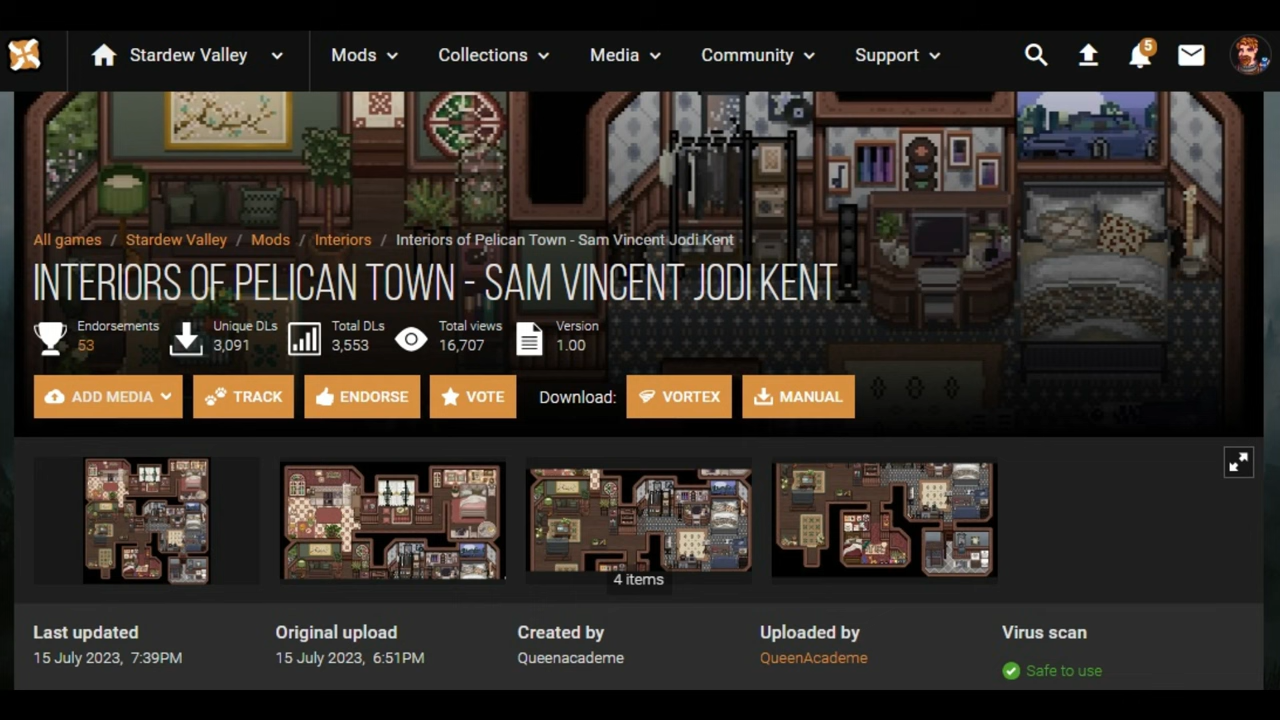 Stardew Valley Mods Collections Media Community Support 5
All games / Stardew Valley / Mods / Interiors / Interiors of Pelican Town - Sam Vincent Jodi Kent
INTERIORS OF PELICAN TOWN - SAM VINCENT JODI KENT
Endorsements Unique DLs Total DLs Total views Version
53 3,091 3,553 16,707 1.00
ADD MEDIA TRACK ENDORSE VOTE Download: VORTEX MANUAL
4 items
Last updated Original upload Created by Uploaded by Virus scan
15 July 2023, 7:39PM 15 July 2023, 6:51PM Queenacademe QueenAcademe Safe to use